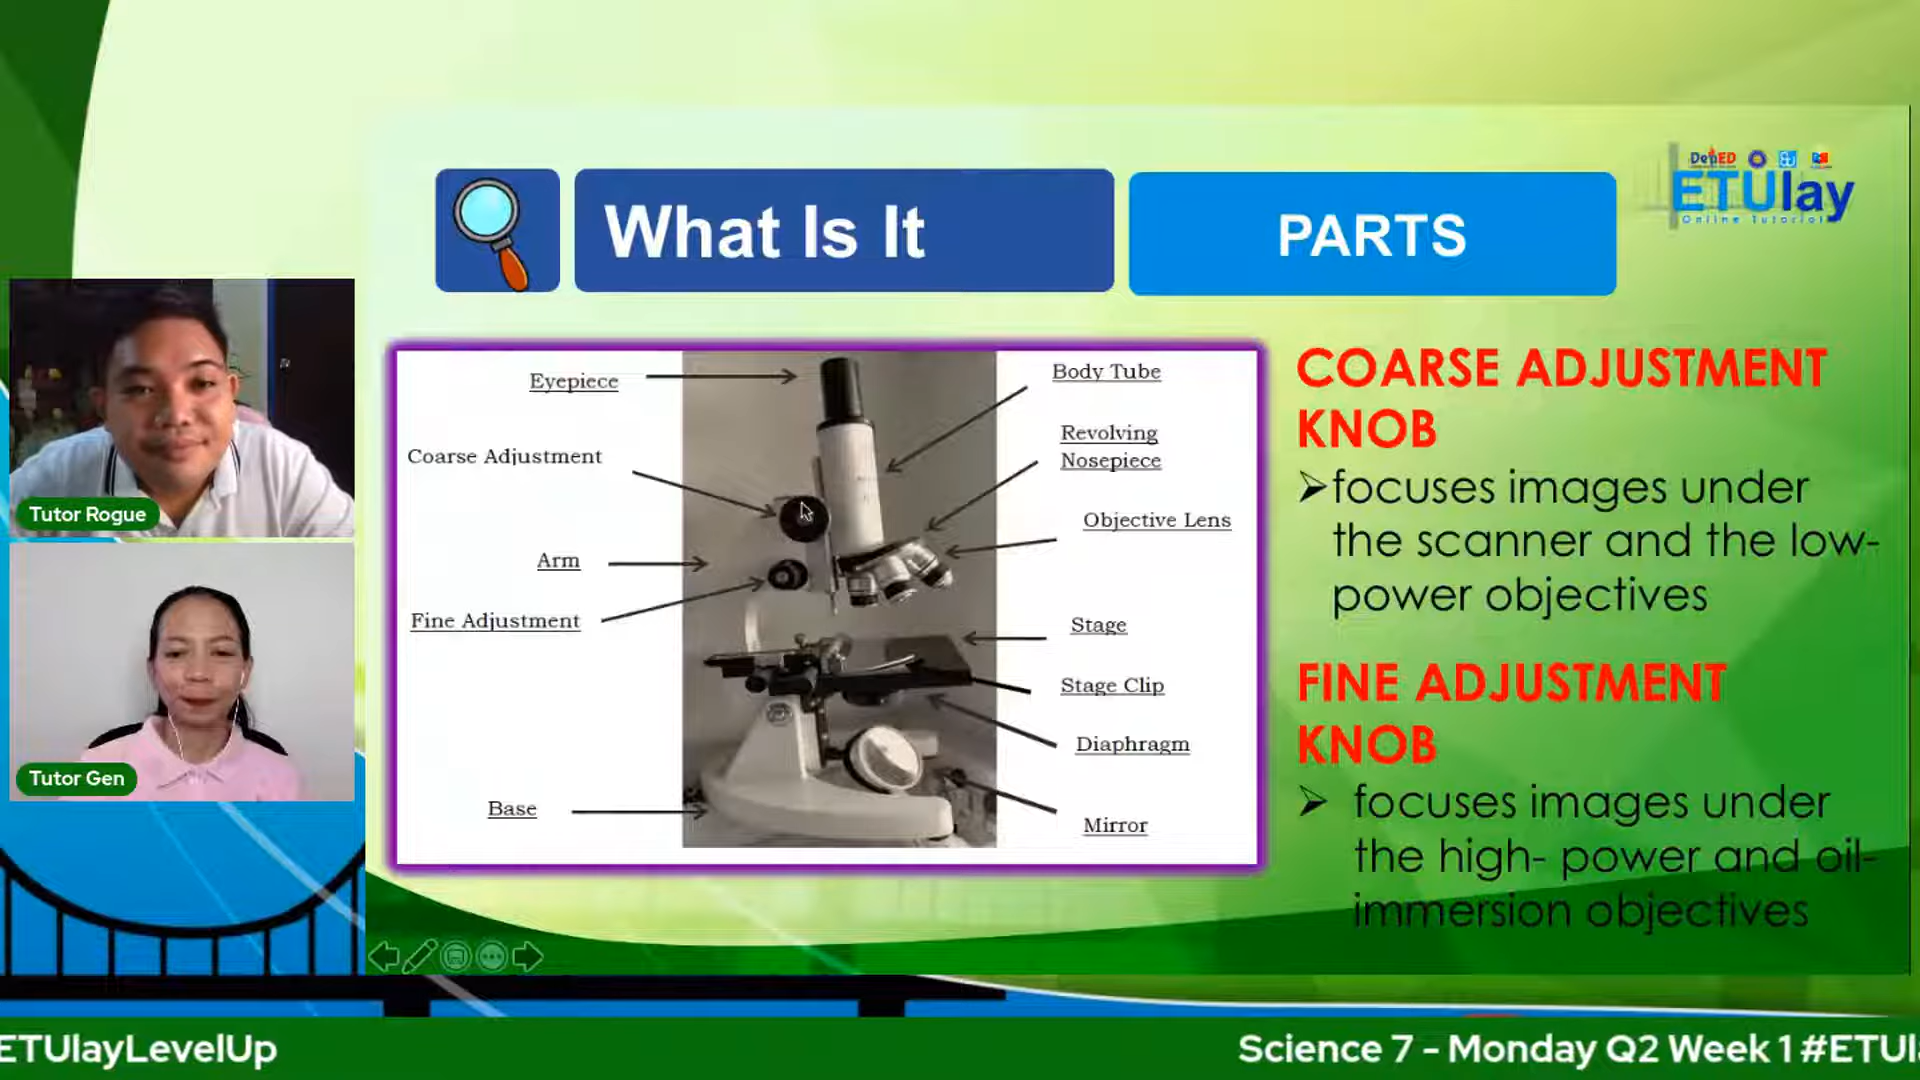 DepED
ETUlay
Online Tutorial
What Is It
PARTS
Tutor Rogue
Tutor Gen
Eyepiece
Coarse Adjustment
Arm
Fine Adjustment
Base
Body Tube
Revolving
Nosepiece
Objective Lens
Stage
Stage Clip
Diaphragm
Mirror
COARSE ADJUSTMENT
KNOB
➢focuses images under
the scanner and the low-
power objectives
FINE ADJUSTMENT
KNOB
➢ focuses images under
the high- power and oil-
immersion objectives
ETUlayLevelUp
Science 7 - Monday Q2 Week 1 #ETUl